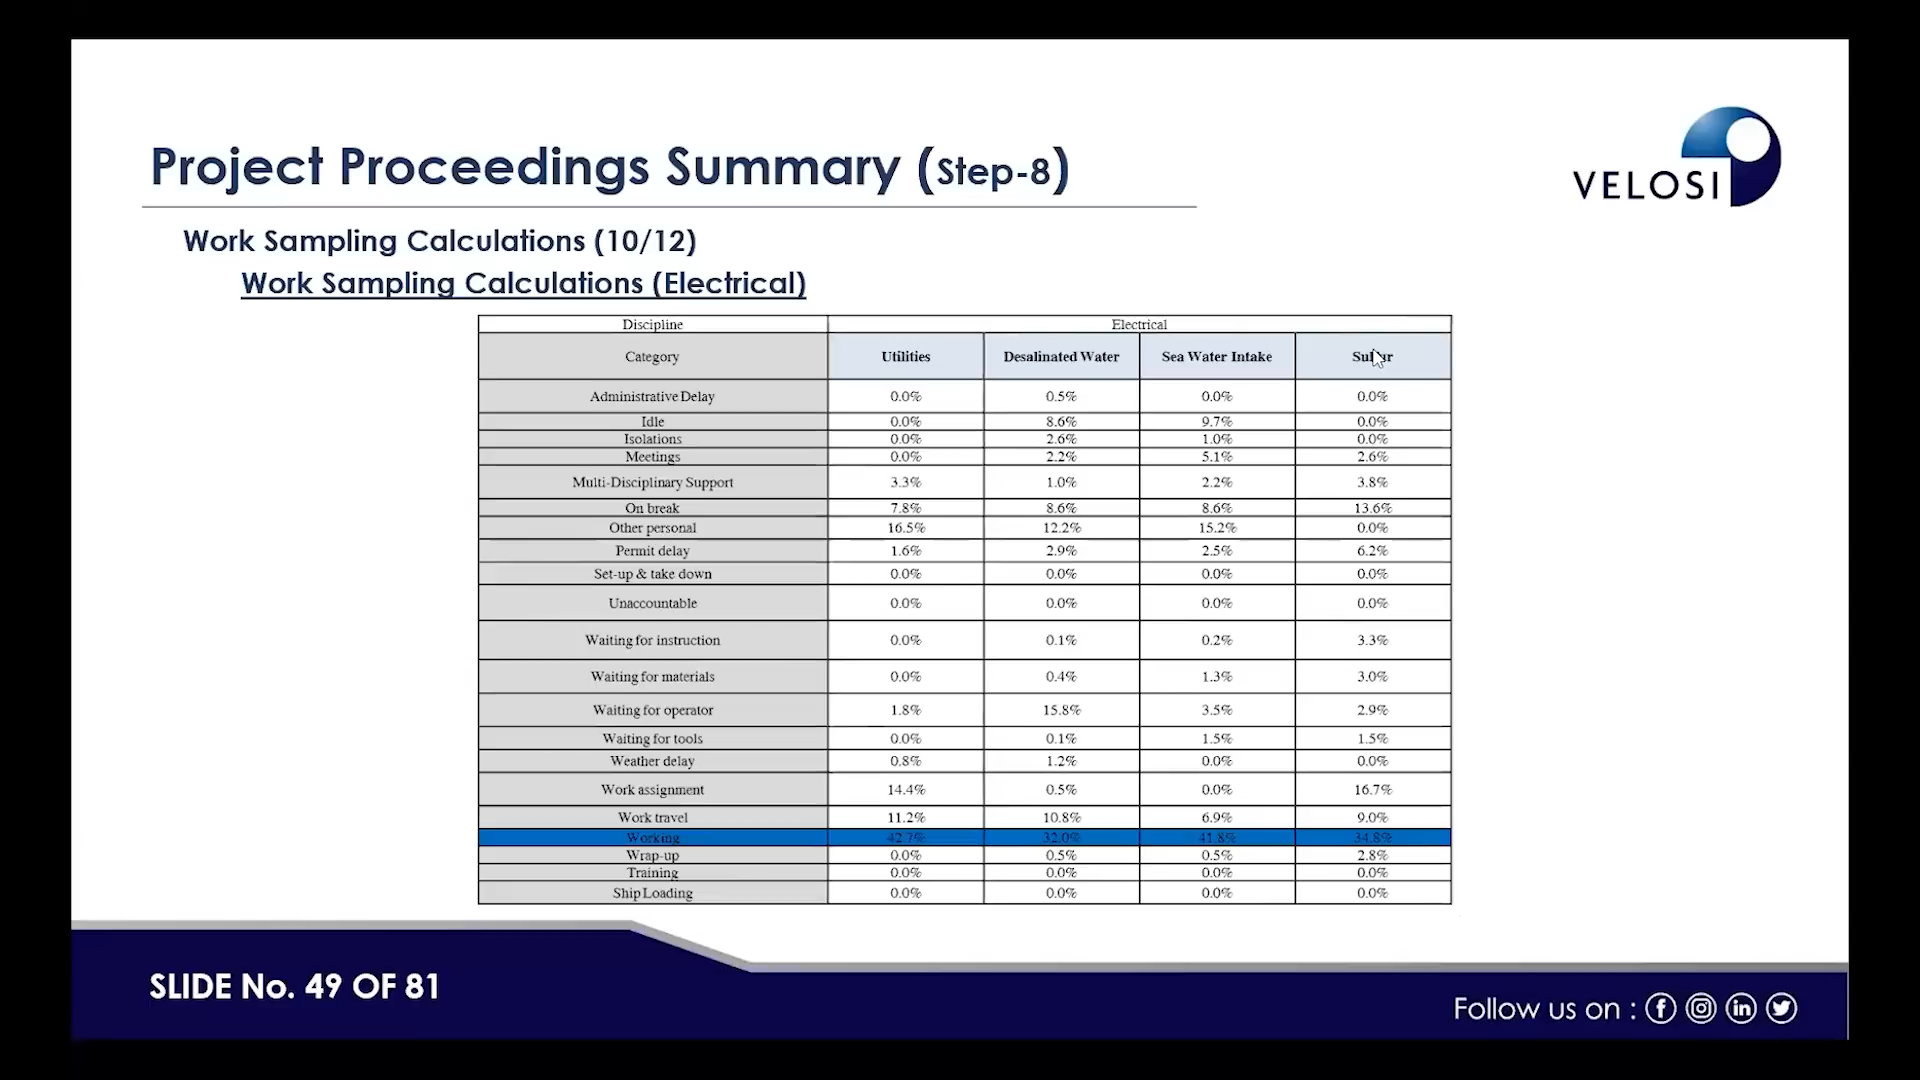 Project Proceedings Summary (Step-8)
VELOSI
Work Sampling Calculations (10/12)
Work Sampling Calculations (Electrical)
Discipline Electrical
Category Utilities Desalinated Water Sea Water Intake Sulfur
Administrative Delay 0.0% 0.5% 0.0% 0.0%
Idle 0.0% 8.6% 9.7% 0.0%
Isolations 0.0% 2.6% 1.0% 0.0%
Meetings 0.0% 2.2% 5.1% 2.6%
Multi-Disciplinary Support 3.3% 1.0% 2.2% 3.8%
On break 7.8% 8.6% 8.6% 13.6%
Other personal 16.5% 12.2% 15.2% 0.0%
Permit delay 1.6% 2.9% 2.5% 6.2%
Set-up & take down 0.0% 0.0% 0.0% 0.0%
Unaccountable 0.0% 0.0% 0.0% 0.0%
Waiting for instruction 0.0% 0.1% 0.2% 3.3%
Waiting for materials 0.0% 0.4% 1.3% 3.0%
Waiting for operator 1.8% 15.8% 3.5% 2.9%
Waiting for tools 0.0% 0.1% 1.5% 1.5%
Weather delay 0.8% 1.2% 0.0% 0.0%
Work assignment 14.4% 0.5% 0.0% 16.7%
Work travel 11.2% 10.8% 6.9% 9.0%
Working 42.7% 32.0% 41.8% 34.8%
Wrap-up 0.0% 0.5% 0.5% 2.8%
Training 0.0% 0.0% 0.0% 0.0%
Ship Loading 0.0% 0.0% 0.0% 0.0%
SLIDE No. 49 OF 81
Follow us on :